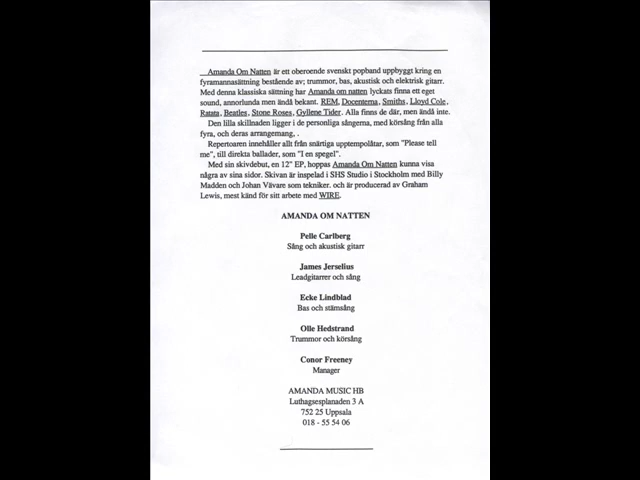 Amanda Om Natten är ett oberoende svenskt popband uppbyggt kring en
fyramannasättning bestående av; trummor, bas, akustisk och elektrisk gitarr.
Med denna klassiska sättning har Amanda om natten lyckats finna ett eget
sound, annorlunda men ändå bekant. REM, Docenterna, Smiths, Lloyd Cole,
Ratata, Beatles, Stone Roses, Gyllene Tider. Alla finns de där, men ändå inte.
Den lilla skillnaden ligger i de personliga sångerna, med körsång från alla
fyra, och deras arrangemang, .
Repertoaren innehåller allt från snärtiga upptempolåtar, som "Please tell
me", till direkta ballader, som "I en spegel".
Med sin skivdebut, en 12" EP, hoppas Amanda Om Natten kunna visa
några av sina sidor. Skivan är inspelad i SHS Studio i Stockholm med Billy
Madden och Johan Vävare som tekniker. och är producerad av Graham
Lewis, mest känd för sitt arbete med WIRE.
AMANDA OM NATTEN
Pelle Carlberg
Sång och akustisk gitarr
James Jerselius
Leadgitarrer och sång
Ecke Lindblad
Bas och stämsång
Olle Hedstrand
Trummor och körsång
Conor Freeney
Manager
AMANDA MUSIC HB
Luthagsesplanaden 3 A
752 25 Uppsala
018 - 55 54 06